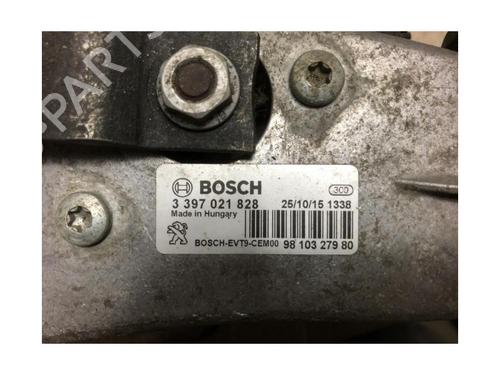 BOSCH
300
3 397 021 828 25/10/15 1338
Made in Hungary
BOSCH-EVT9-CEM00 98 103 279 80